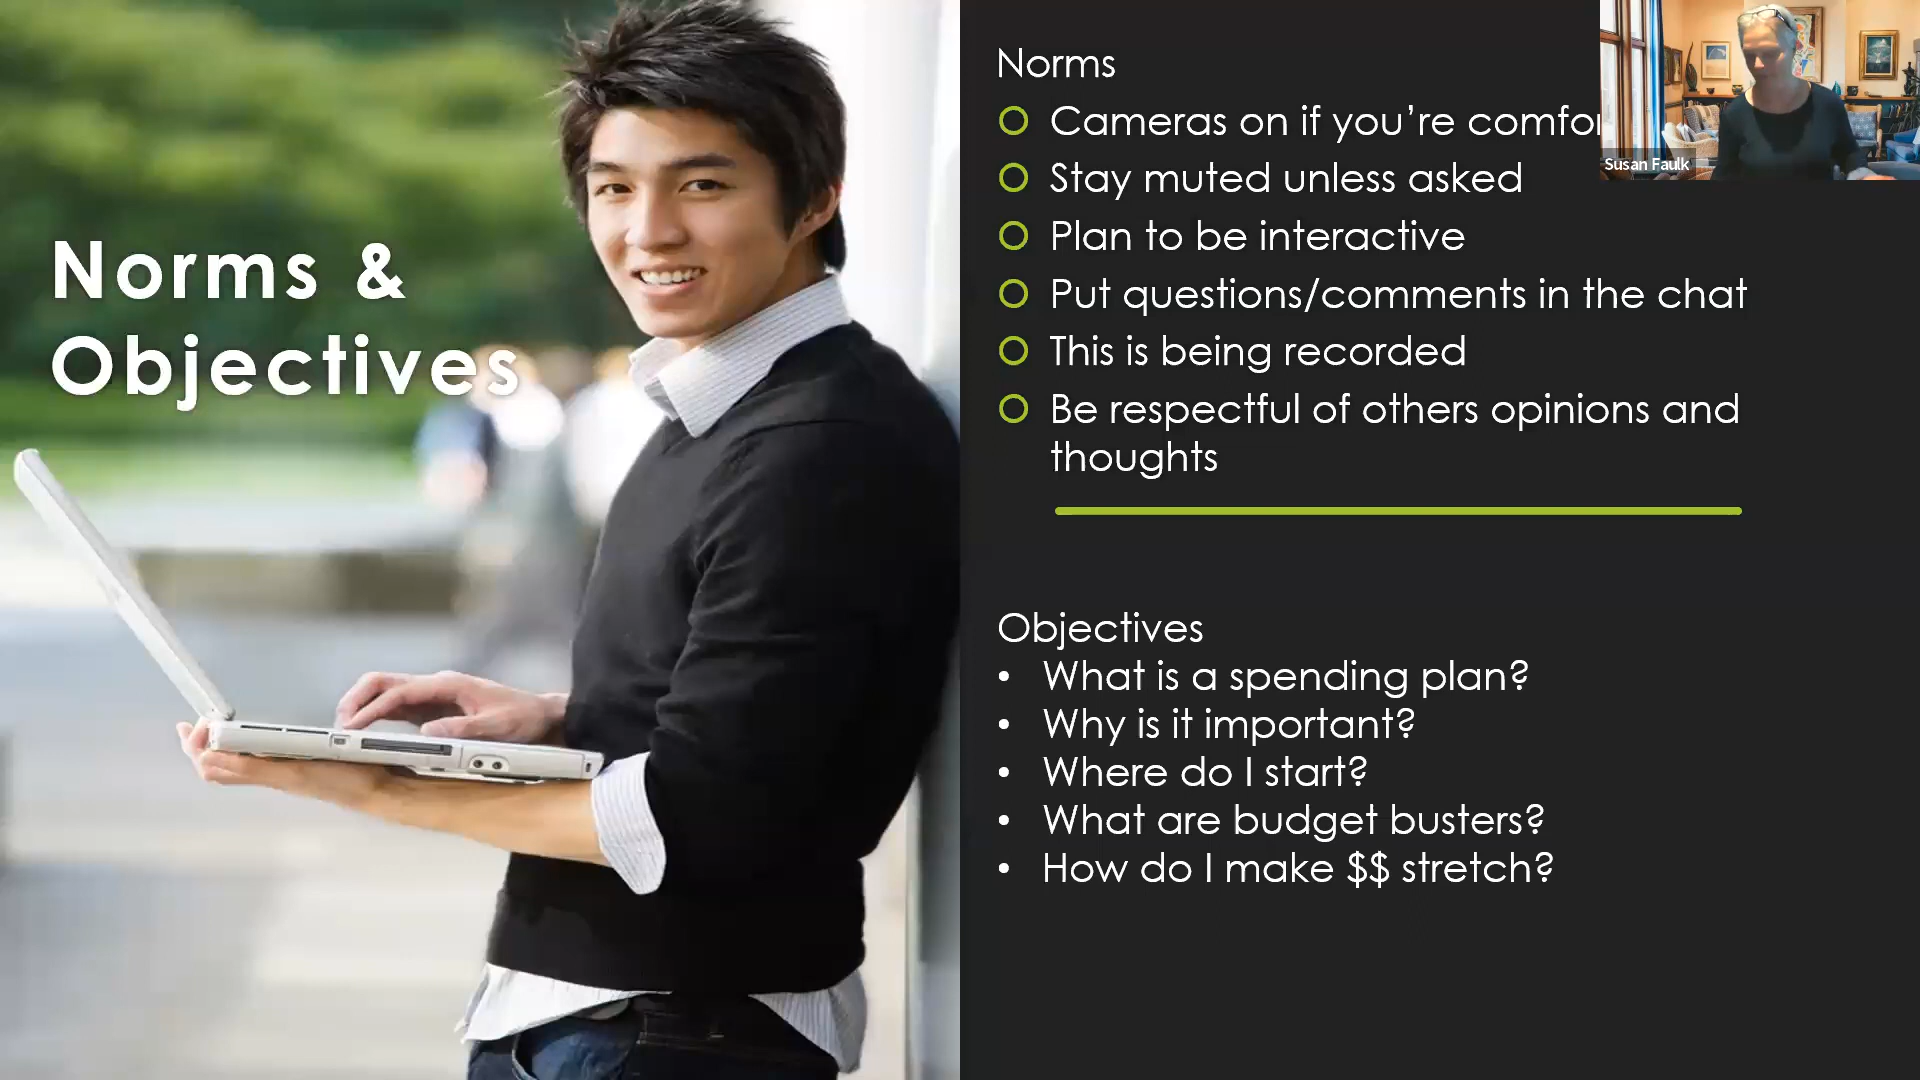 Norms &
Objectives
Norms
Cameras on if you’re comfor
Stay muted unless asked
Plan to be interactive
Put questions/comments in the chat
This is being recorded
Be respectful of others opinions and
thoughts
Objectives
• What is a spending plan?
• Why is it important?
• Where do I start?
• What are budget busters?
• How do I make $$ stretch?
Susan Faulk